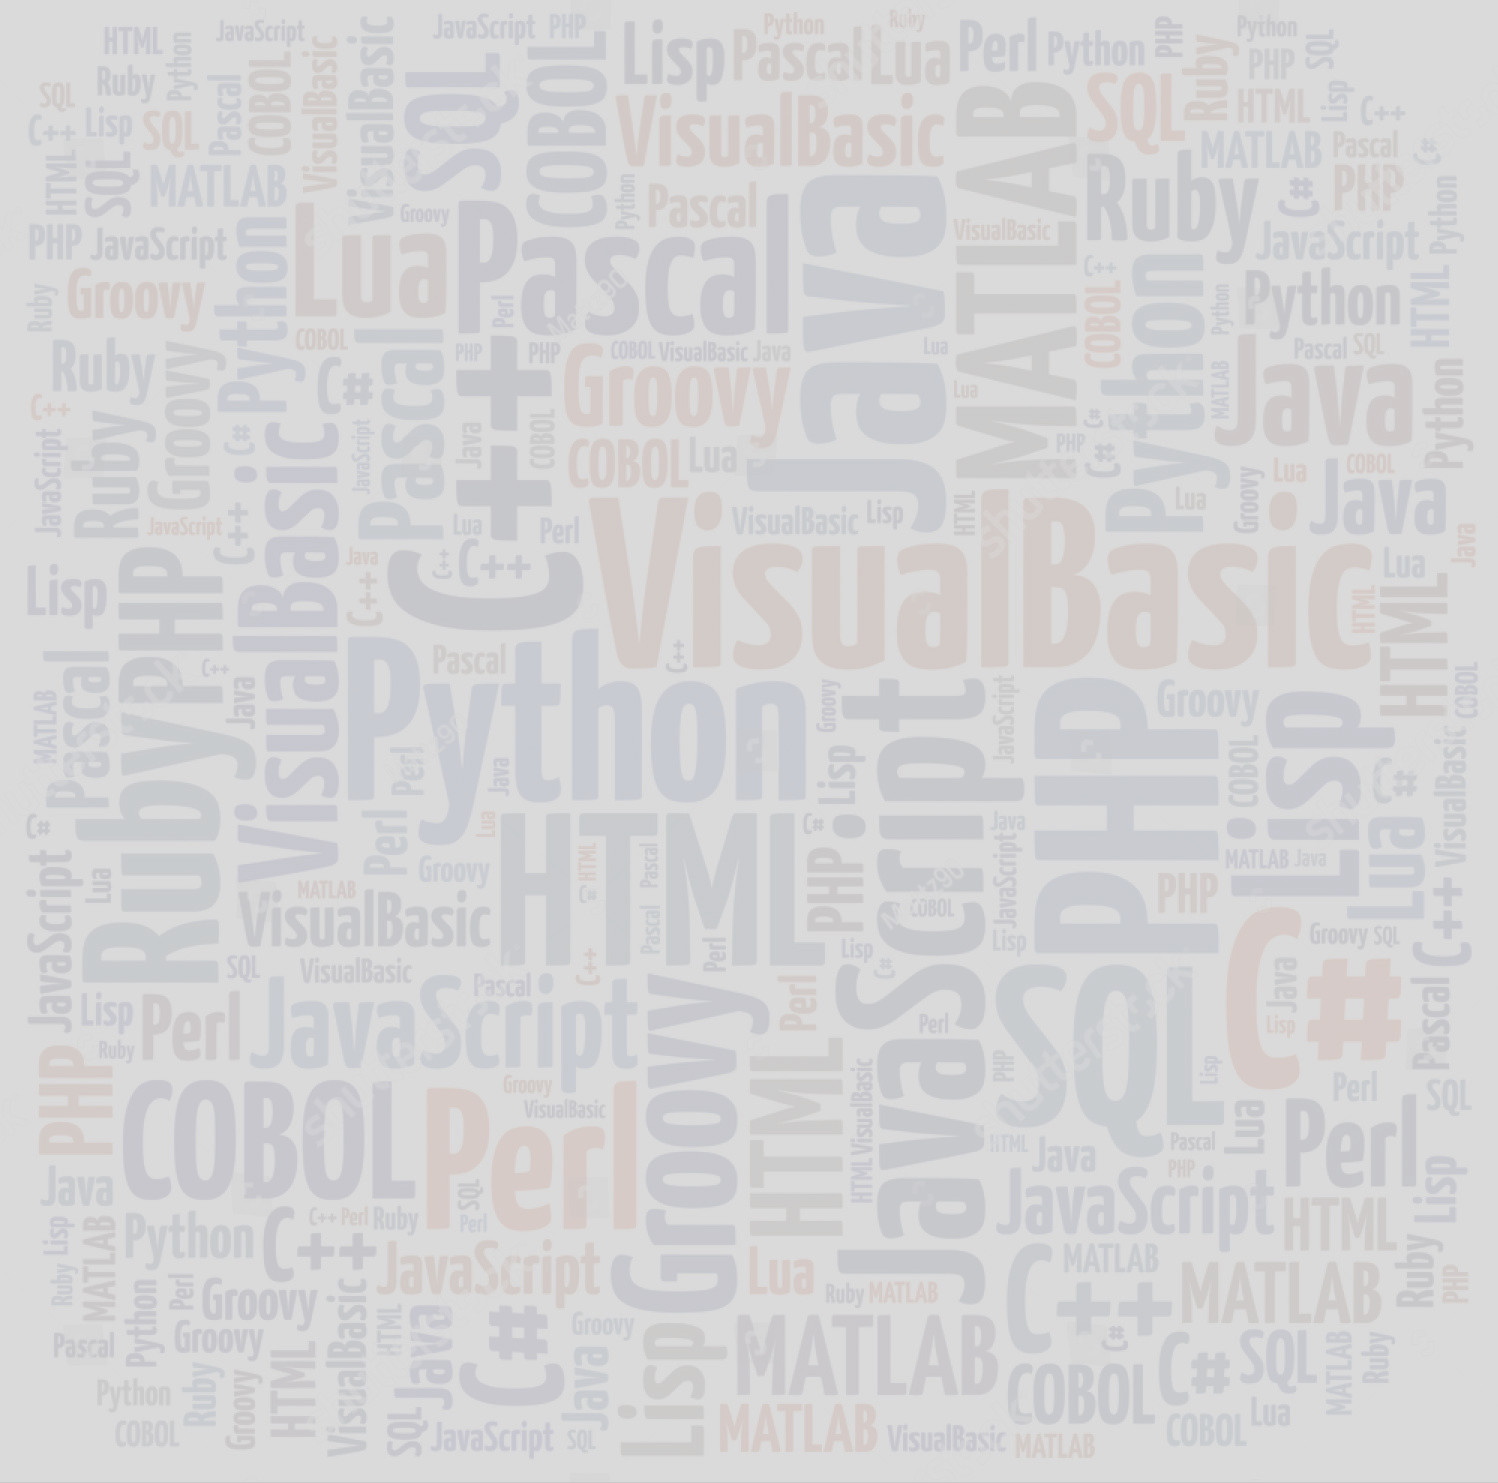 HTML
JavaScript
JavaScript
PHP
Python
Ruby
Python
Python
Ruby
VisualBasic
VisualBasic
SQL
COBOL
Lisp
Pascal
Lua
Perl
Python
PHP
Ruby
PHP
SQL
SQL
Pascal
COBOL
VisualBasic
MATLAB
SQL
HTML
Lisp
C++
C++
Lisp
SQL
HTML
SQL
MATLAB
Groovy
Python
Pascal
Java
Ruby
MATLAB
Pascal
C#
C#
PHP
Python
PHP
JavaScript
Python
Lua
Pascal
VisualBasic
JavaScript
Ruby
Groovy
Perl
C++
COBOL
Python
Python
Python
HTML
COBOL
Ruby
Groovy
C#
Pascal
PHP
C++
PHP
COBOL
VisualBasic
Java
Groovy
Lua
Lua
MATLAB
Java
Pascal
SQL
Python
C++
Ruby
C#
VisualBasic
JavaScript
Java
COBOL
COBOL
Lua
PHP
C#
C#
Lua
COBOL
JavaScript
JavaScript
C++
Lua
Perl
VisualBasic
Lisp
HTML
Lua
Groovy
Java
Java
Lisp
PHP
Java
C++
C
C++
C++
VisualBasic
Lua
HTML
HTML
Pascal
MATLAB
Ruby
C++
Java
Python
Pascal
C++
Perl
Java
Groovy
Lisp
JavaScript
JavaScript
PHP
Groovy
COBOL
Lisp
COBOL
C#
VisualBasic
C#
JavaScript
Lua
Perl
Lua
Groovy
HTML
HTML
C#
Pascal
Pascal
Perl
C#
PHP
COBOL
Java
JavaScript
Lisp
MATLAB
Java
Lua
C++
VisualBasic
MATLAB
SQL
VisualBasic
Pascal
C++
Lisp
C#
PHP
C#
Java
Lisp
Groovy
SQL
Pascal
Lisp
Ruby
Perl
JavaScript
Groovy
Perl
Perl
SQL
PHP
Lisp
Perl
SQL
PHP
COBOL
Perl
Groovy
VisualBasic
HTML
VisualBasic
HTML
HTML
Java
Pascal
PHP
Lua
Perl
Java
SQL
Perl
JavaScript
HTML
Lisp
Lisp
MATLAB
Python
C++
C++
Perl
Ruby
JavaScript
Lua
Ruby
MATLAB
C++
MATLAB
MATLAB
Ruby
PHP
Ruby
Python
Perl
Groovy
VisualBasic
HTML
Java
C#
Groovy
Lisp
MATLAB
C#
COBOL
C#
SQL
MATLAB
Ruby
Pascal
Groovy
Python
Ruby
Groovy
HTML
SQL
Java
COBOL
JavaScript
SQL
MATLAB
VisualBasic
MATLAB
COBOL
Lua